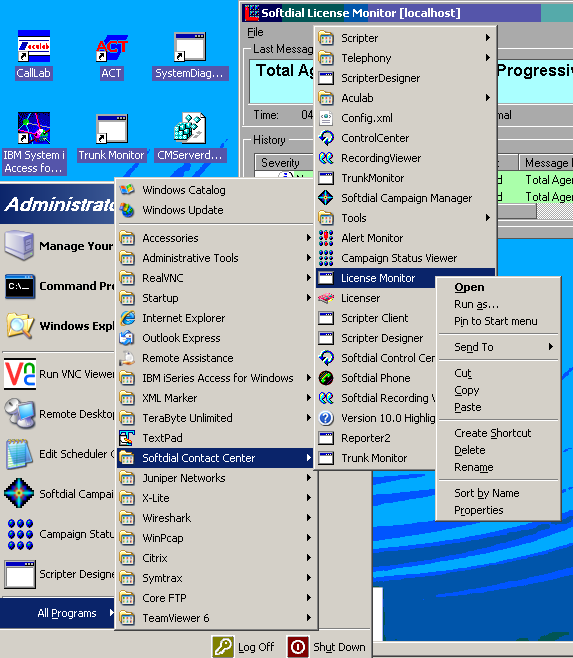 Softdial License Monitor [localhost]
File
Last Messag
Total Age
Progressiv
Time: 04
mal
History
Severity
Message
Total Agen
Total Agen
CallLab
ACT
SystemDiag...
IBM System i
Access fo...
Trunk Monitor
CMServerd...
Administrato
Manage Your
Command Pro
Windows Expl
Run VNC Viewer
Remote Desktop
Edit Scheduler C
Softdial Campai
Campaign Statu
Scripter Designe
All Programs
Log Off
Shut Down
Windows Catalog
Windows Update
Accessories
Administrative Tools
RealVNC
Startup
Internet Explorer
Outlook Express
Remote Assistance
IBM iSeries Access for Windows
XML Marker
TeraByte Unlimited
TextPad
Softdial Contact Center
Juniper Networks
X-Lite
Wireshark
WinPcap
Citrix
Symtrax
Core FTP
TeamViewer 6
Scripter
Telephony
ScripterDesigner
Aculab
Config.xml
ControlCenter
RecordingViewer
TrunkMonitor
Softdial Campaign Manager
Tools
Alert Monitor
Campaign Status Viewer
License Monitor
Licenser
Scripter Client
Scripter Designer
Softdial Control Cen
Softdial Phone
Softdial Recording V
Version 10.0 Highlig
Reporter2
Trunk Monitor
Open
Run as...
Pin to Start menu
Send To
Cut
Copy
Paste
Create Shortcut
Delete
Rename
Sort by Name
Properties